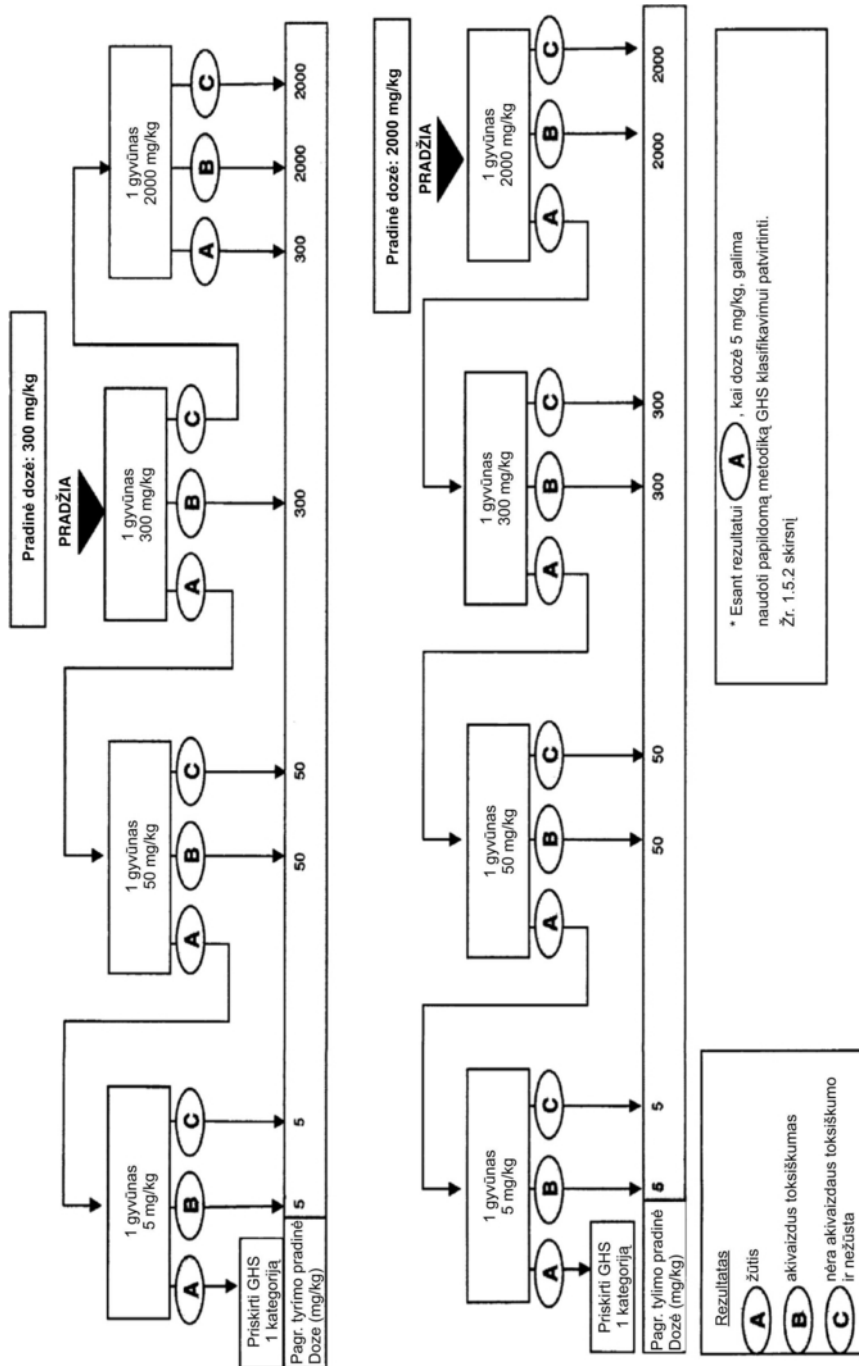 Pradinė dozė: 300 mg/kg
PRADŽIA
1 gyvūnas
5 mg/kg
1 gyvūnas
50 mg/kg
1 gyvūnas
300 mg/kg
1 gyvūnas
2000 mg/kg
A B C
A B C
A B C
A B C
Priskirti GHS
1 kategoriją
Pagr. tyrimo pradinė
Doze (mg/kg)
5 5 50 50 300 300 2000 2000
Pradinė dozė: 2000 mg/kg
PRADŽIA
1 gyvūnas
5 mg/kg
1 gyvūnas
50 mg/kg
1 gyvūnas
300 mg/kg
1 gyvūnas
2000 mg/kg
A B C
A B C
A B C
A B C
Priskirti GHS
1 kategoriją
Pagr. tylimo pradinė
Dozė (mg/kg)
5 5 50 50 300 300 2000 2000
Rezultatas
A žūtis
B akivaizdus toksiškumas
C nėra akivaizdaus toksiškumo
ir nežūsta
* Esant rezultatui A , kai dozė 5 mg/kg, galima
naudoti papildomą metodiką GHS klasifikavimui patvirtinti.
Žr. 1.5.2 skirsnį